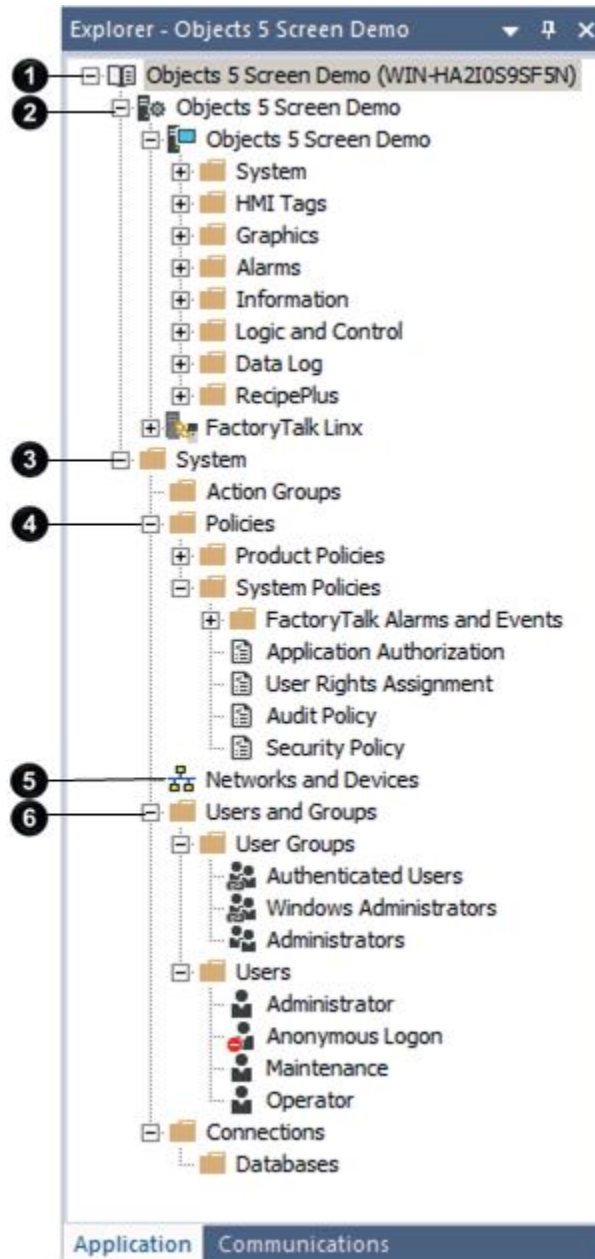 Explorer - Objects 5 Screen Demo
1 Objects 5 Screen Demo (WIN-HA2I0S9SF5N)
2 Objects 5 Screen Demo
Objects 5 Screen Demo
System
HMI Tags
Graphics
Alarms
Information
Logic and Control
Data Log
RecipePlus
FactoryTalk Linx
3 System
Action Groups
4 Policies
Product Policies
System Policies
FactoryTalk Alarms and Events
Application Authorization
User Rights Assignment
Audit Policy
Security Policy
5 Networks and Devices
6 Users and Groups
User Groups
Authenticated Users
Windows Administrators
Administrators
Users
Administrator
Anonymous Logon
Maintenance
Operator
Connections
Databases
Application Communications